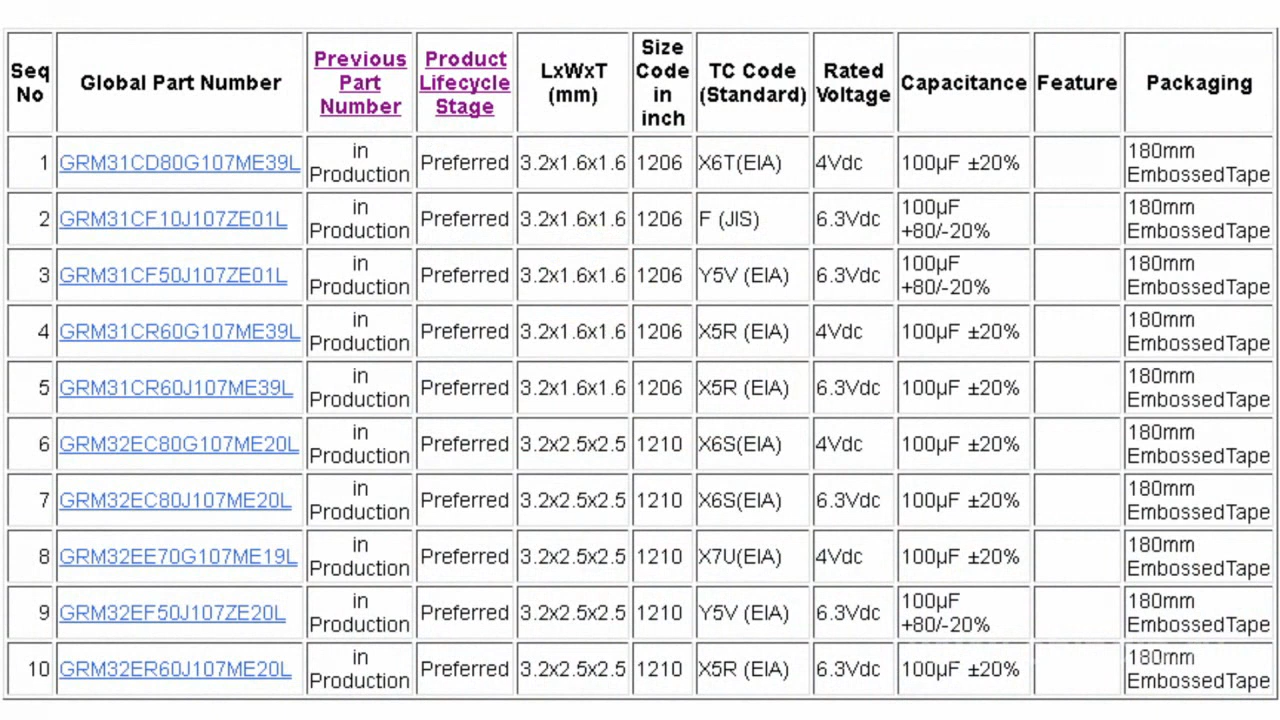 Seq No Global Part Number Previous Part Number Product Lifecycle Stage LxWxT (mm) Size Code in inch TC Code (Standard) Rated Voltage Capacitance Feature Packaging
1 GRM31CD80G107ME39L in Production Preferred 3.2x1.6x1.6 1206 X6T(EIA) 4Vdc 100µF ±20% 180mm EmbossedTape
2 GRM31CF10J107ZE01L in Production Preferred 3.2x1.6x1.6 1206 F (JIS) 6.3Vdc 100µF +80/-20% 180mm EmbossedTape
3 GRM31CF50J107ZE01L in Production Preferred 3.2x1.6x1.6 1206 Y5V (EIA) 6.3Vdc 100µF +80/-20% 180mm EmbossedTape
4 GRM31CR60G107ME39L in Production Preferred 3.2x1.6x1.6 1206 X5R (EIA) 4Vdc 100µF ±20% 180mm EmbossedTape
5 GRM31CR60J107ME39L in Production Preferred 3.2x1.6x1.6 1206 X5R (EIA) 6.3Vdc 100µF ±20% 180mm EmbossedTape
6 GRM32EC80G107ME20L in Production Preferred 3.2x2.5x2.5 1210 X6S(EIA) 4Vdc 100µF ±20% 180mm EmbossedTape
7 GRM32EC80J107ME20L in Production Preferred 3.2x2.5x2.5 1210 X6S(EIA) 6.3Vdc 100µF ±20% 180mm EmbossedTape
8 GRM32EE70G107ME19L in Production Preferred 3.2x2.5x2.5 1210 X7U(EIA) 4Vdc 100µF ±20% 180mm EmbossedTape
9 GRM32EF50J107ZE20L in Production Preferred 3.2x2.5x2.5 1210 Y5V (EIA) 6.3Vdc 100µF +80/-20% 180mm EmbossedTape
10 GRM32ER60J107ME20L in Production Preferred 3.2x2.5x2.5 1210 X5R (EIA) 6.3Vdc 100µF ±20% 180mm EmbossedTape